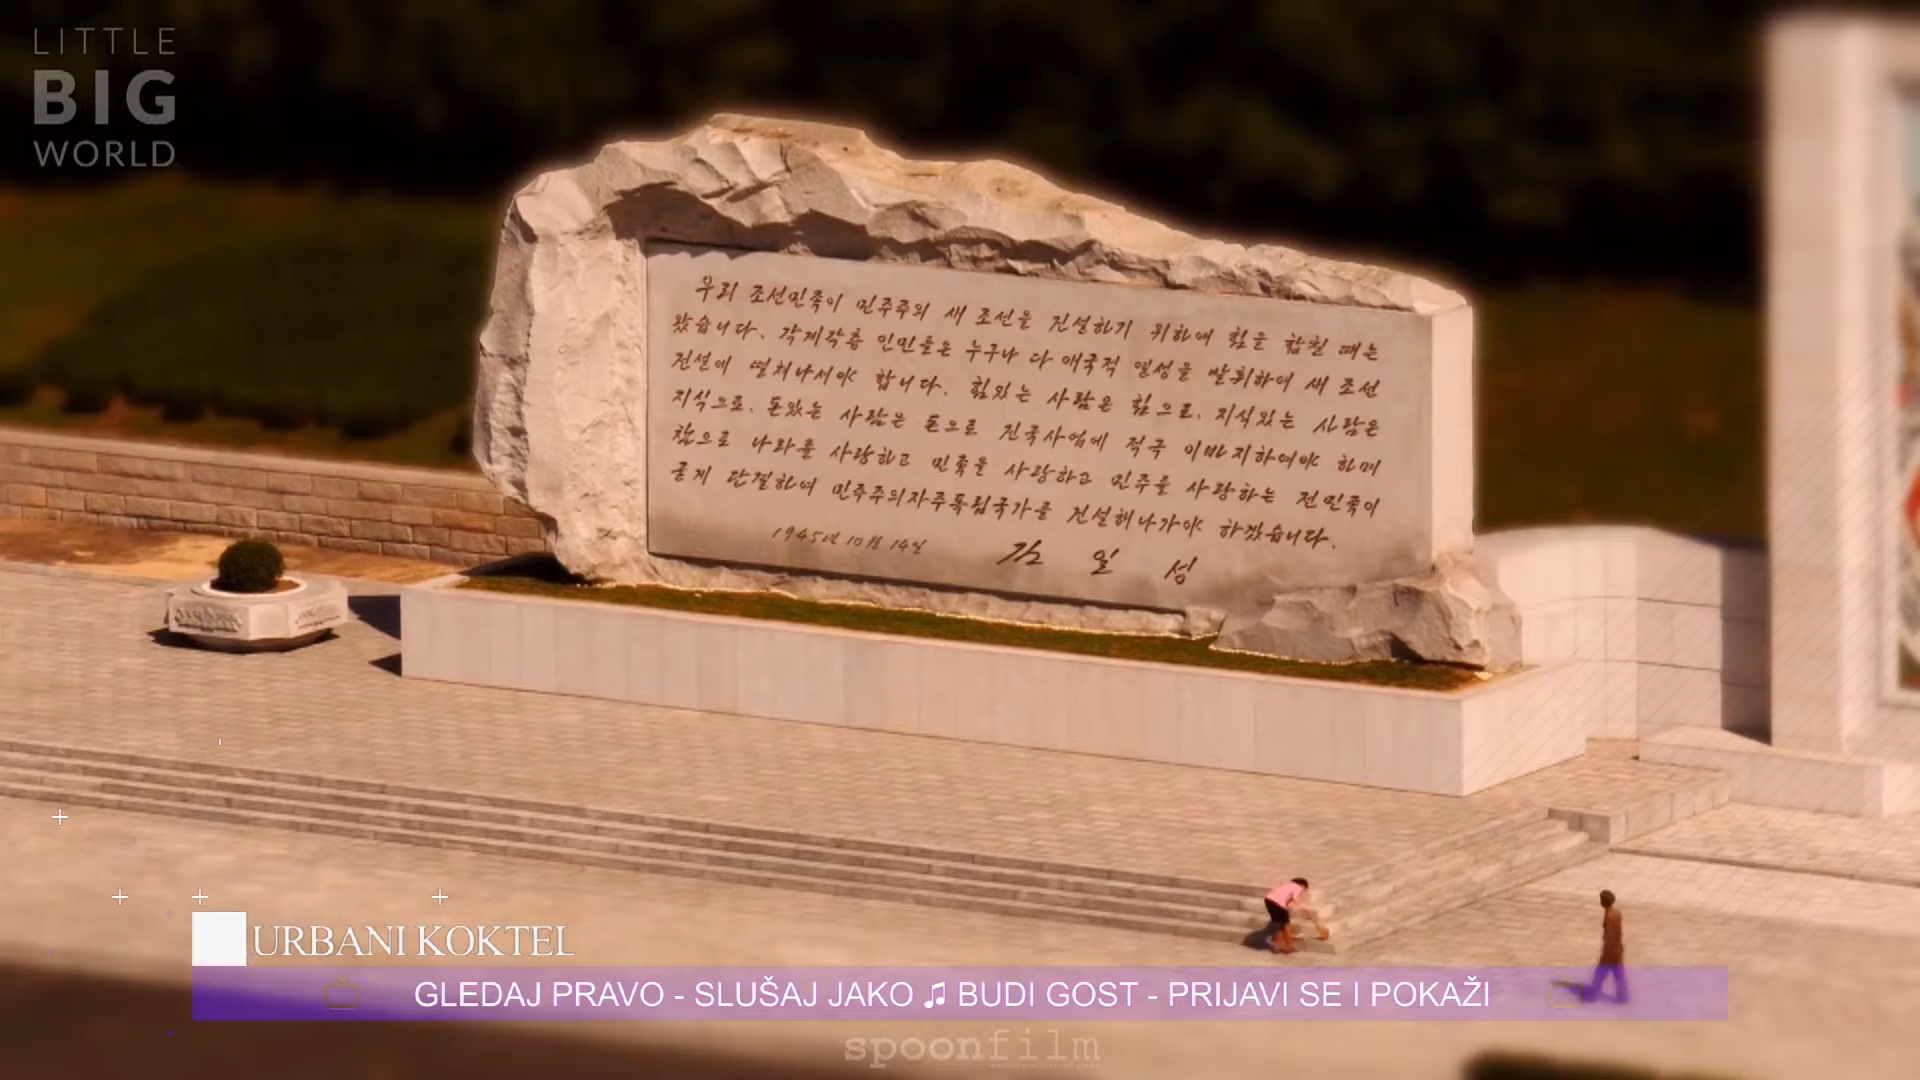 LITTLE
BIG
WORLD
우리 조선민족이 민주주의 새 조선을 건설하기 위하여 힘을 합칠 때는
왔습니다. 각계각층 인민들은 누구나 다 애국적 열성을 발휘하여 새 조선
건설에 떨쳐나서야 합니다. 힘있는 사람은 힘으로, 지식있는 사람은
지식으로, 돈있는 사람은 돈으로 건국사업에 적극 이바지하여야 하며
참으로 나라를 사랑하고 민족을 사랑하고 민주를 사랑하는 전민족이
굳게 단결하여 민주주의자주독립국가를 건설해나가야 하겠습니다.
1945년 10월 14일 김 일 성
URBANI KOKTEL
GLEDAJ PRAVO - SLUŠAJ JAKO ♫ BUDI GOST - PRIJAVI SE I POKAŽI
spoonfilm